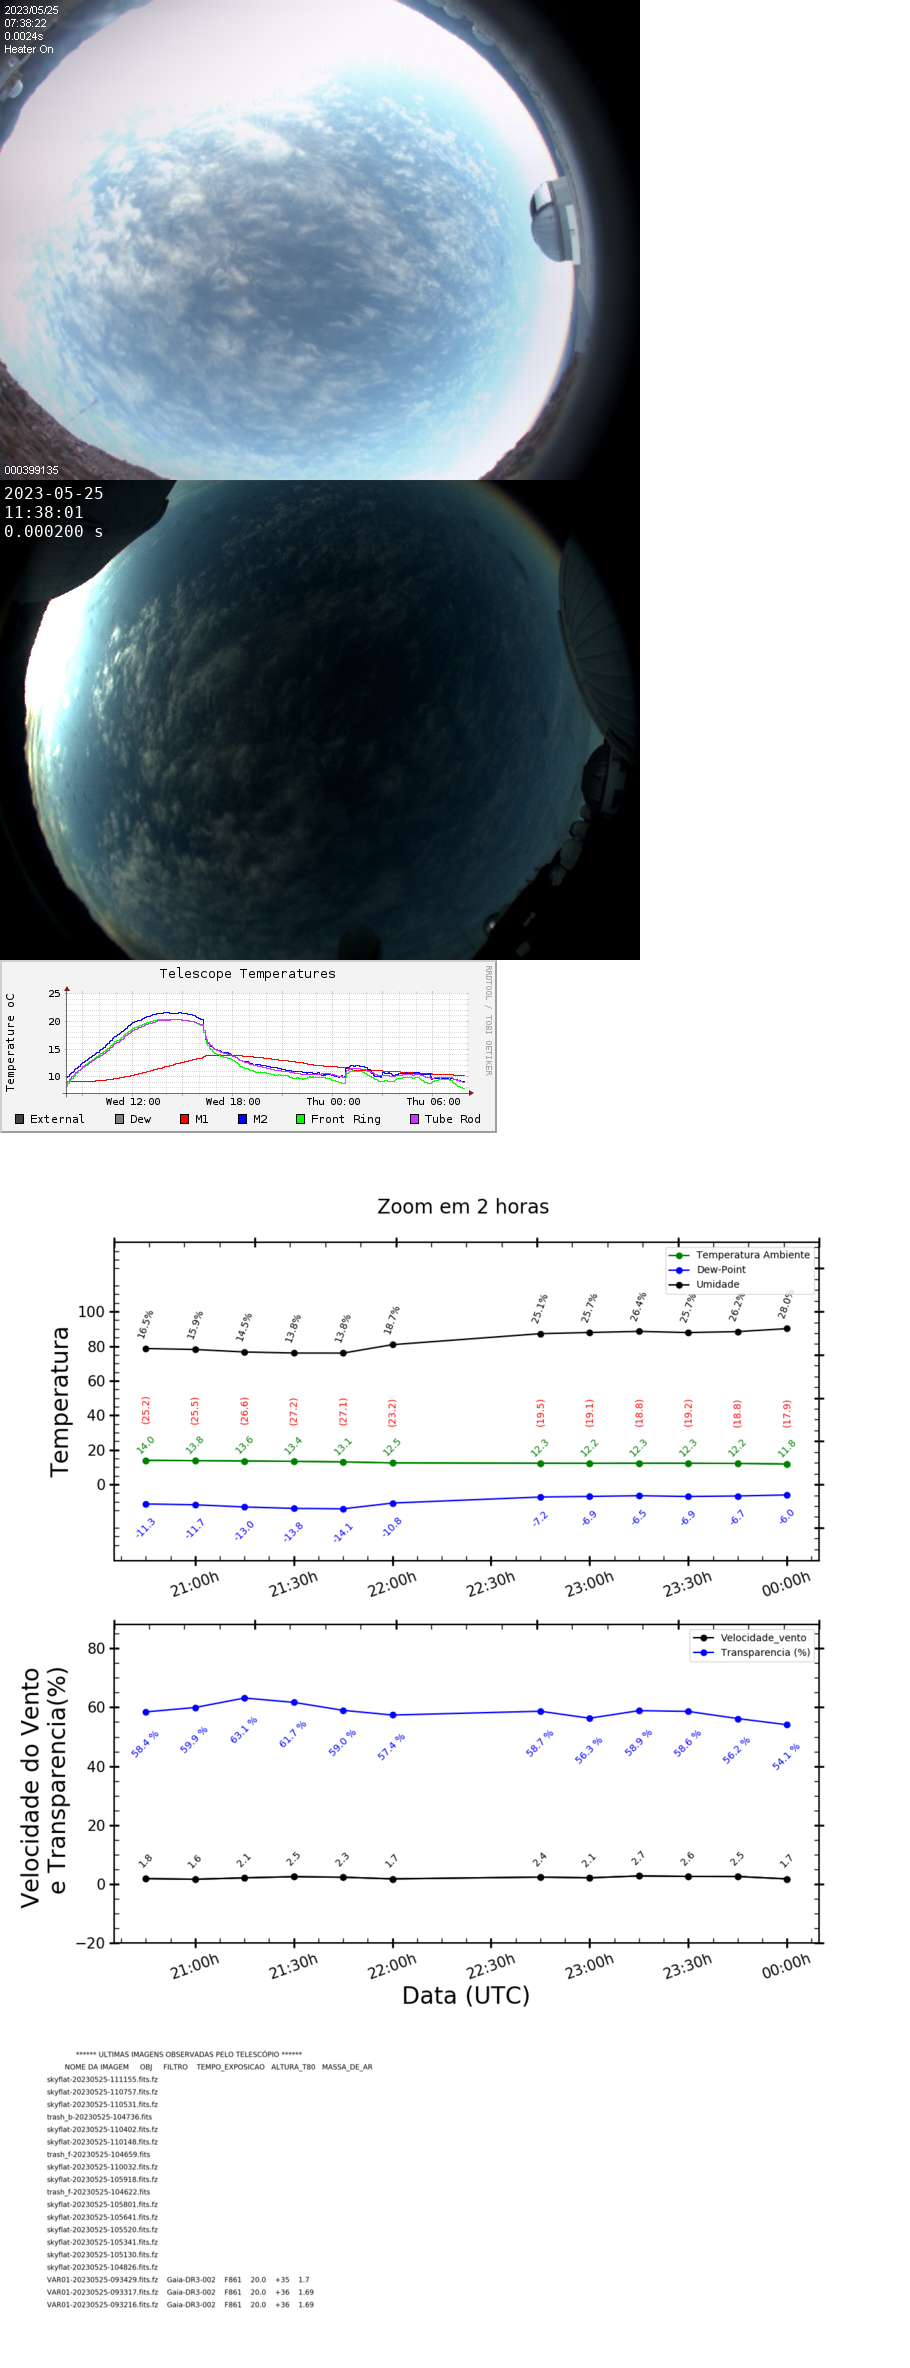 2023/05/25
07:38:22
0.0024s
Heater On
000399135
2023-05-25
11:38:01
0.000200 s
Telescope Temperatures
RRDTOOL / TOBI OETIKER
Temperature oC
25
20
15
10
Wed 12:00 Wed 18:00 Thu 00:00 Thu 06:00
External Dew M1 M2 Front Ring Tube Rod
Zoom em 2 horas
Temperatura Ambiente
Dew-Point
Umidade
Temperatura
100
80
60
40
20
0
16.5% 15.9% 14.5% 13.8% 13.8% 18.7% 25.1% 25.7% 26.4% 25.7% 26.2% 28.0%
(25.2) (25.5) (26.6) (27.2) (27.1) (23.2) (19.5) (19.1) (18.8) (19.2) (18.8) (17.9)
14.0 13.8 13.6 13.4 13.1 12.5 12.3 12.2 12.3 12.3 12.2 11.8
-11.3 -11.7 -13.0 -13.8 -14.1 -10.8 -7.2 -6.9 -6.5 -6.9 -6.7 -6.0
21:00h 21:30h 22:00h 22:30h 23:00h 23:30h 00:00h
Velocidade_vento
Transparencia (%)
Velocidade do Vento
e Transparencia(%)
80
60
40
20
0
−20
58.4 % 59.9 % 63.1 % 61.7 % 59.0 % 57.4 % 58.7 % 56.3 % 58.9 % 58.6 % 56.2 % 54.1 %
1.8 1.6 2.1 2.5 2.3 1.7 2.4 2.1 2.7 2.6 2.5 1.7
21:00h 21:30h 22:00h 22:30h 23:00h 23:30h 00:00h
Data (UTC)
****** ULTIMAS IMAGENS OBSERVADAS PELO TELESCÓPIO ******
NOME DA IMAGEM OBJ FILTRO TEMPO_EXPOSICAO ALTURA_T80 MASSA_DE_AR
skyflat-20230525-111155.fits.fz
skyflat-20230525-110757.fits.fz
skyflat-20230525-110531.fits.fz
trash_b-20230525-104736.fits
skyflat-20230525-110402.fits.fz
skyflat-20230525-110148.fits.fz
trash_f-20230525-104659.fits
skyflat-20230525-110032.fits.fz
skyflat-20230525-105918.fits.fz
trash_f-20230525-104622.fits
skyflat-20230525-105801.fits.fz
skyflat-20230525-105641.fits.fz
skyflat-20230525-105520.fits.fz
skyflat-20230525-105341.fits.fz
skyflat-20230525-105130.fits.fz
skyflat-20230525-104826.fits.fz
VAR01-20230525-093429.fits.fz Gaia-DR3-002 F861 20.0 +35 1.7
VAR01-20230525-093317.fits.fz Gaia-DR3-002 F861 20.0 +36 1.69
VAR01-20230525-093216.fits.fz Gaia-DR3-002 F861 20.0 +36 1.69